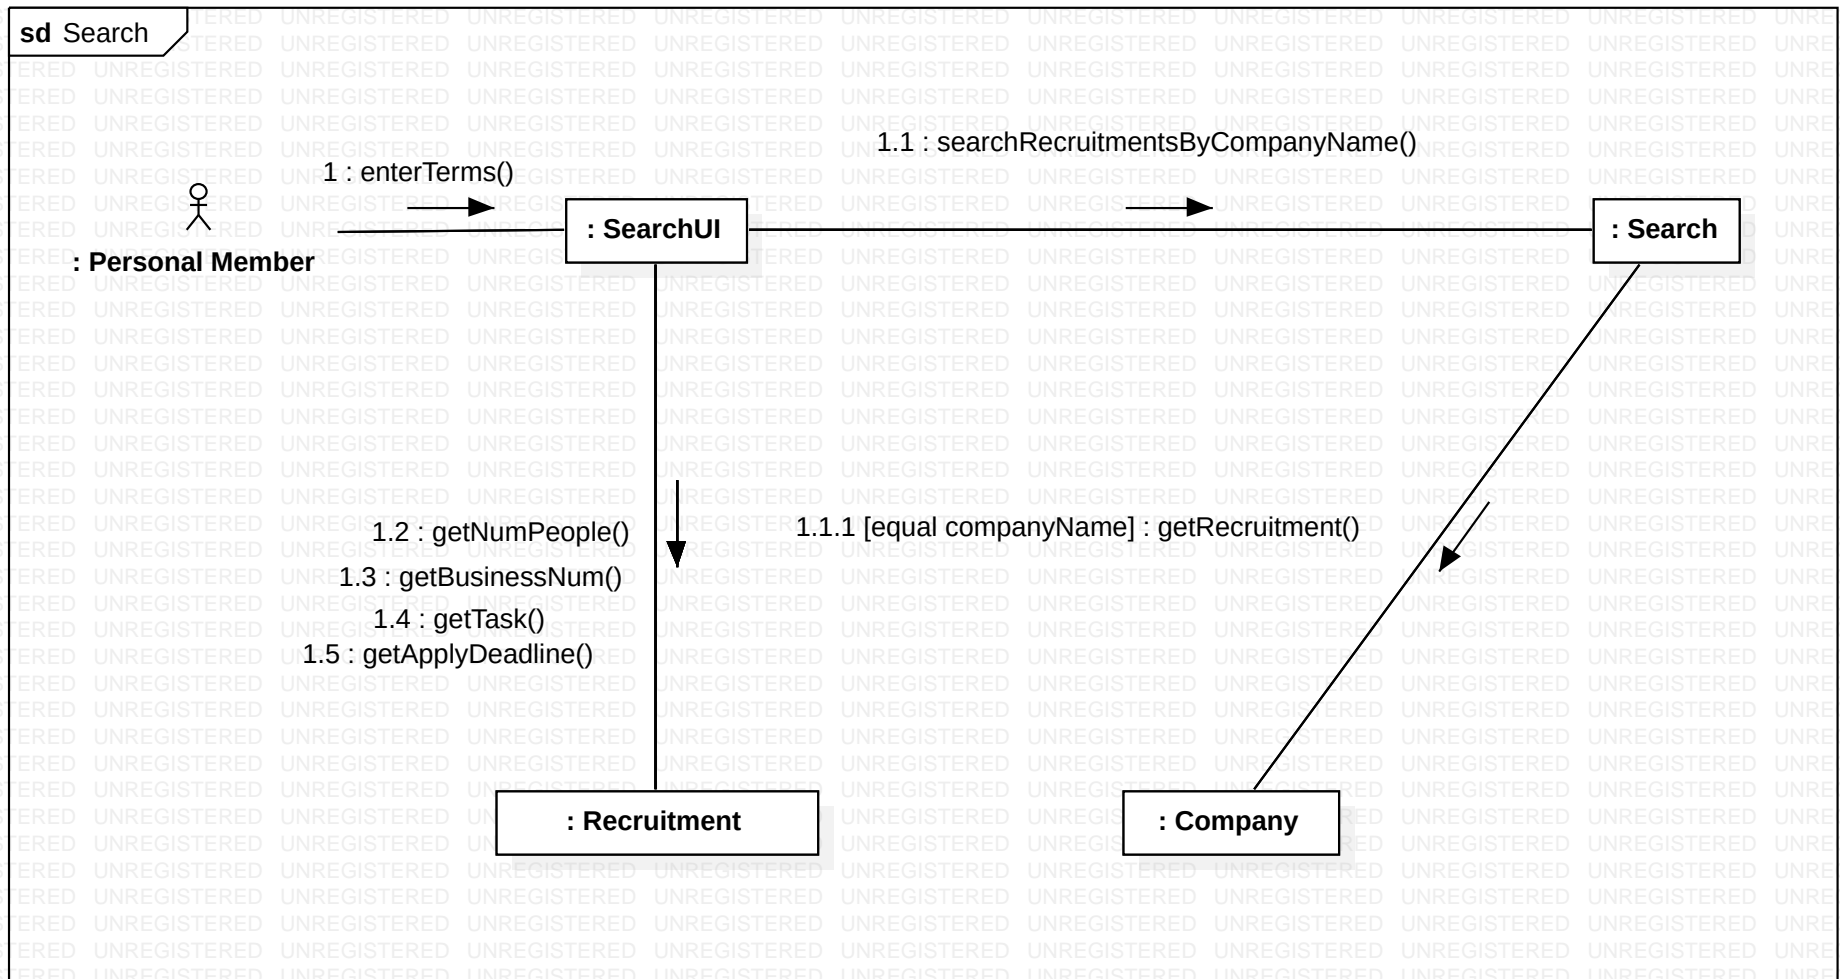 sd Search
1.1 : searchRecruitmentsByCompanyName()
1 : enterTerms()
: SearchUI
: Search
: Personal Member
1.2 : getNumPeople()
1.1.1 [equal companyName] : getRecruitment()
1.3 : getBusinessNum()
1.4 : getTask()
1.5 : getApplyDeadline()
: Recruitment
: Company
UNREGISTERED